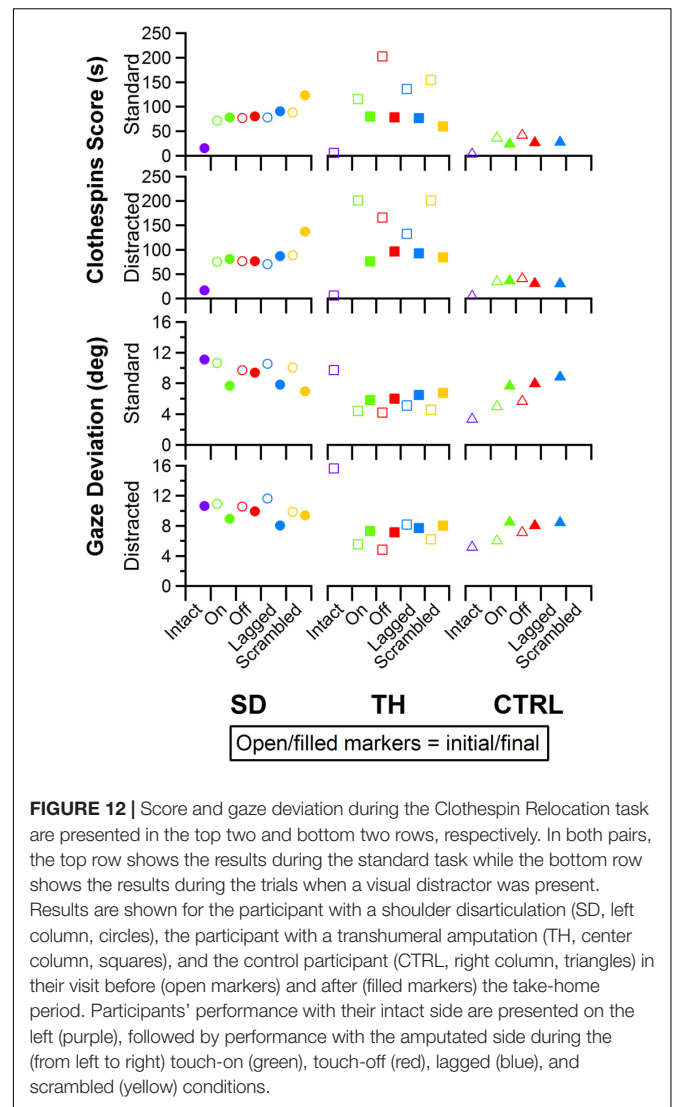 Clothespins Score (s)
Standard
250
200
150
100
50
0
Distracted
250
200
150
100
50
0
Gaze Deviation (deg)
Standard
16
12
8
4
0
Distracted
16
12
8
4
0
Intact On Off Lagged Scrambled Intact On Off Lagged Scrambled Intact On Off Lagged Scrambled
SD TH CTRL
Open/filled markers = initial/final
FIGURE 12 | Score and gaze deviation during the Clothespin Relocation task
are presented in the top two and bottom two rows, respectively. In both pairs,
the top row shows the results during the standard task while the bottom row
shows the results during the trials when a visual distractor was present.
Results are shown for the participant with a shoulder disarticulation (SD, left
column, circles), the participant with a transhumeral amputation (TH, center
column, squares), and the control participant (CTRL, right column, triangles) in
their visit before (open markers) and after (filled markers) the take-home
period. Participants' performance with their intact side are presented on the
left (purple), followed by performance with the amputated side during the
(from left to right) touch-on (green), touch-off (red), lagged (blue), and
scrambled (yellow) conditions.